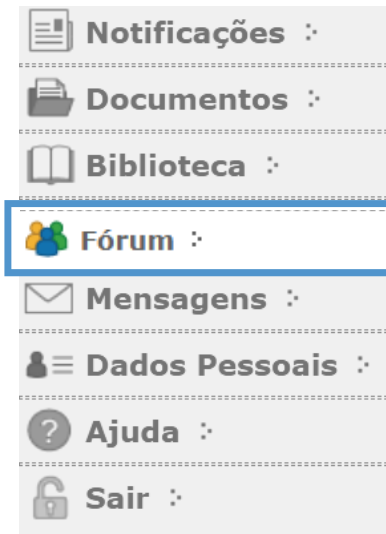 Notificações
Documentos
Biblioteca
Fórum
Mensagens
Dados Pessoais
Ajuda
Sair